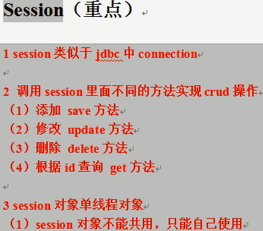 Session（重点）
1 session 类似于 jdbc 中 connection
2 调用 session 里面不同的方法实现 crud 操作
（1）添加 save 方法
（2）修改 update 方法
（3）删除 delete 方法
（4）根据 id 查询 get 方法
3 session 对象单线程对象
（1）session 对象不能共用，只能自己使用